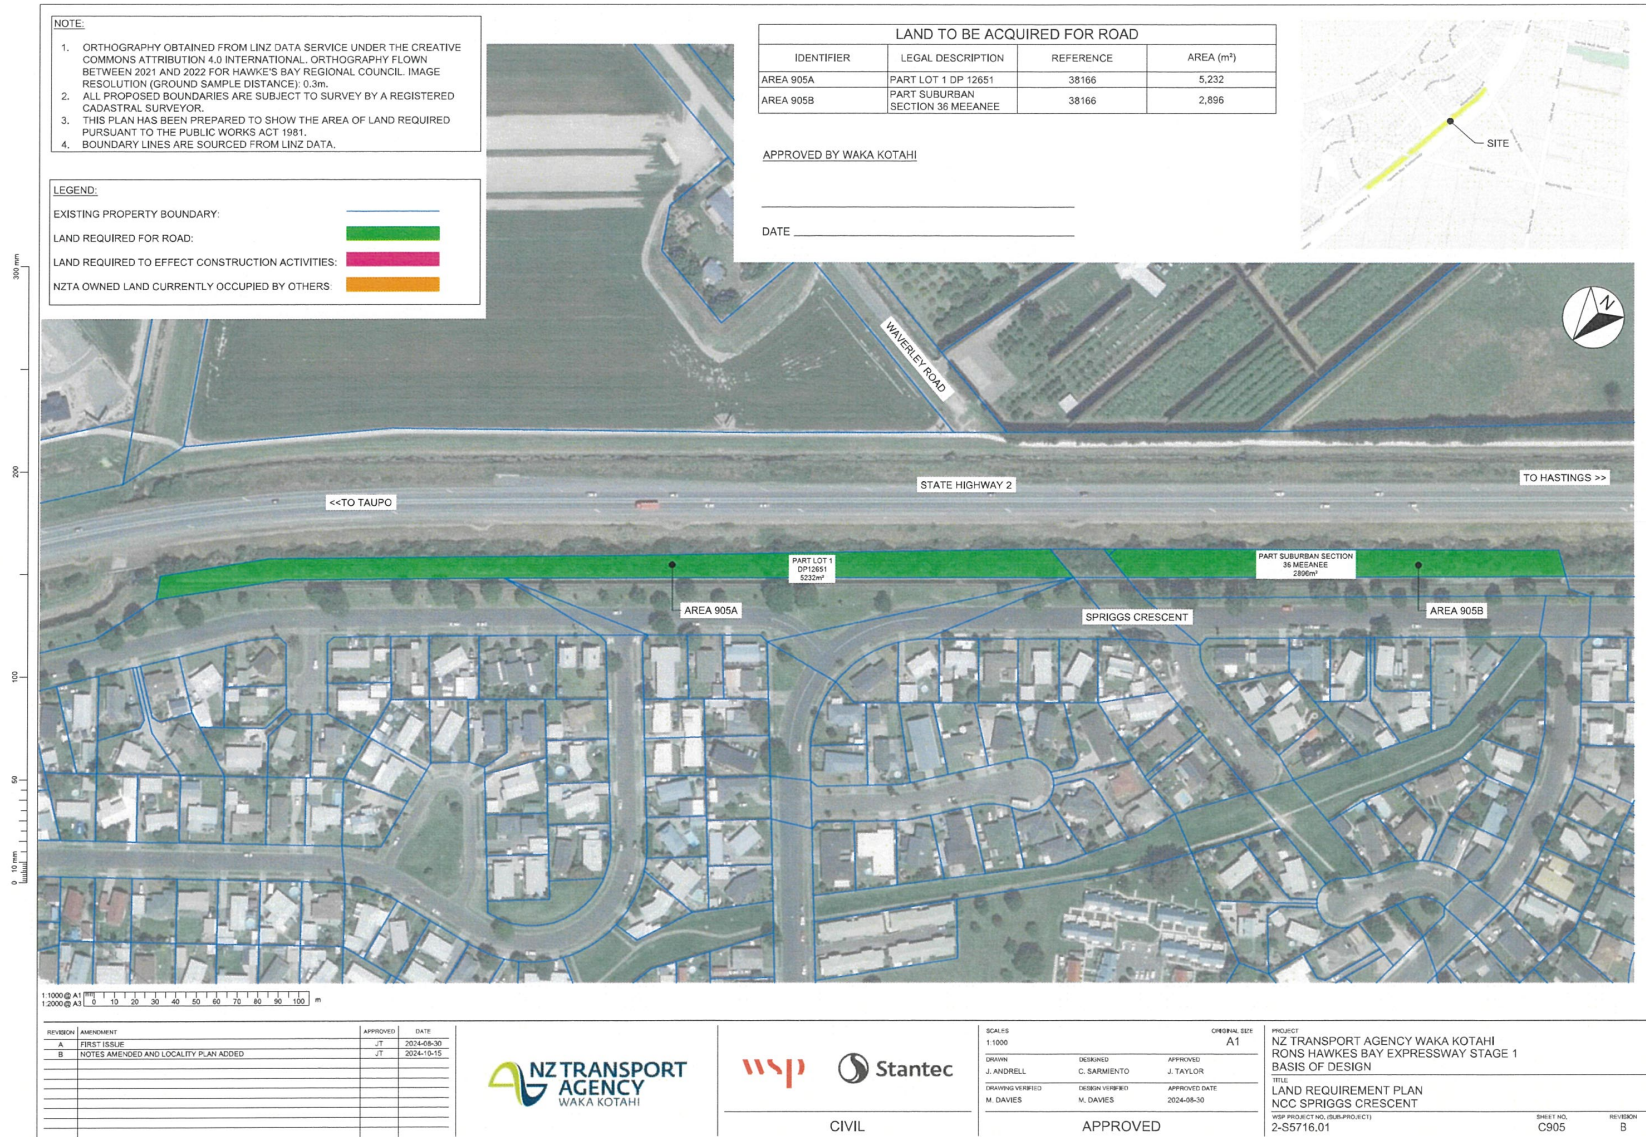 NOTE:
1. ORTHOGRAPHY OBTAINED FROM LINZ DATA SERVICE UNDER THE CREATIVE
COMMONS ATTRIBUTION 4.0 INTERNATIONAL. ORTHOGRAPHY FLOWN
BETWEEN 2021 AND 2022 FOR HAWKE'S BAY REGIONAL COUNCIL. IMAGE
RESOLUTION (GROUND SAMPLE DISTANCE): 0.3m.
2. ALL PROPOSED BOUNDARIES ARE SUBJECT TO SURVEY BY A REGISTERED
CADASTRAL SURVEYOR.
3. THIS PLAN HAS BEEN PREPARED TO SHOW THE AREA OF LAND REQUIRED
PURSUANT TO THE PUBLIC WORKS ACT 1981.
4. BOUNDARY LINES ARE SOURCED FROM LINZ DATA.
LEGEND:
EXISTING PROPERTY BOUNDARY:
LAND REQUIRED FOR ROAD:
LAND REQUIRED TO EFFECT CONSTRUCTION ACTIVITIES:
NZTA OWNED LAND CURRENTLY OCCUPIED BY OTHERS:
LAND TO BE ACQUIRED FOR ROAD
IDENTIFIER LEGAL DESCRIPTION REFERENCE AREA (m²)
AREA 905A PART LOT 1 DP 12651 38166 5,232
AREA 905B PART SUBURBAN SECTION 36 MEEANEE 38166 2,896
APPROVED BY WAKA KOTAHI
DATE
SITE
N
WAVERLEY ROAD
STATE HIGHWAY 2
TO HASTINGS >>
<<TO TAUPO
PART LOT 1
DP12651
5232m²
PART SUBURBAN SECTION
36 MEEANEE
2896m²
AREA 905A
SPRIGGS CRESCENT
AREA 905B
300 mm
200
100
50
10 mm
0
1:1000 @ A1
1:2000 @ A3
0 10 20 30 40 50 60 70 80 90 100 m
REVISION AMENDMENT APPROVED DATE
A FIRST ISSUE JT 2024-08-30
B NOTES AMENDED AND LOCALITY PLAN ADDED JT 2024-10-15
NZ TRANSPORT
AGENCY
WAKA KOTAHI
wsp
Stantec
CIVIL
SCALES ORIGINAL SIZE
1:1000 A1
DRAWN DESIGNED APPROVED
J. ANDRELL C. SARMIENTO J. TAYLOR
DRAWING VERIFIED DESIGN VERIFIED APPROVED DATE
M. DAVIES M. DAVIES 2024-08-30
APPROVED
PROJECT
NZ TRANSPORT AGENCY WAKA KOTAHI
RONS HAWKES BAY EXPRESSWAY STAGE 1
BASIS OF DESIGN
TITLE
LAND REQUIREMENT PLAN
NCC SPRIGGS CRESCENT
WSP PROJECT NO. (SUB-PROJECT) SHEET NO. REVISION
2-S5716.01 C905 B